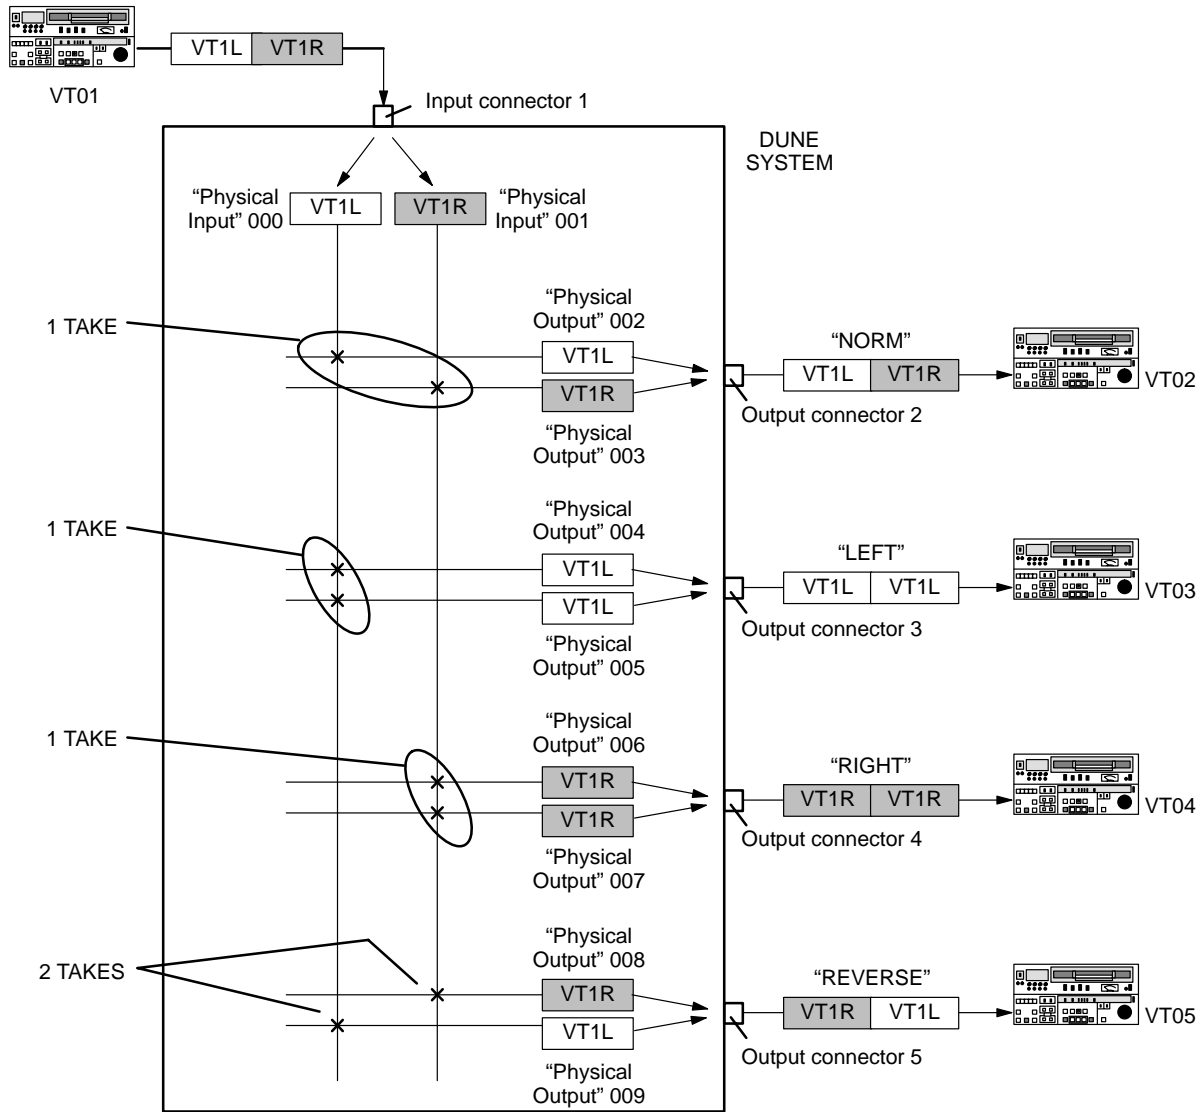 VT1L VT1R
VT01
Input connector 1
DUNE
SYSTEM
“Physical
Input” 000
VT1L
VT1R
“Physical
Input” 001
1 TAKE
“Physical
Output” 002
VT1L
VT1R
“Physical
Output” 003
“NORM”
VT1L VT1R
Output connector 2
VT02
1 TAKE
“Physical
Output” 004
VT1L
VT1L
“Physical
Output” 005
“LEFT”
VT1L VT1L
Output connector 3
VT03
1 TAKE
“Physical
Output” 006
VT1R
VT1R
“Physical
Output” 007
“RIGHT”
VT1R VT1R
Output connector 4
VT04
2 TAKES
“Physical
Output” 008
VT1R
VT1L
“Physical
Output” 009
“REVERSE”
VT1R VT1L
Output connector 5
VT05